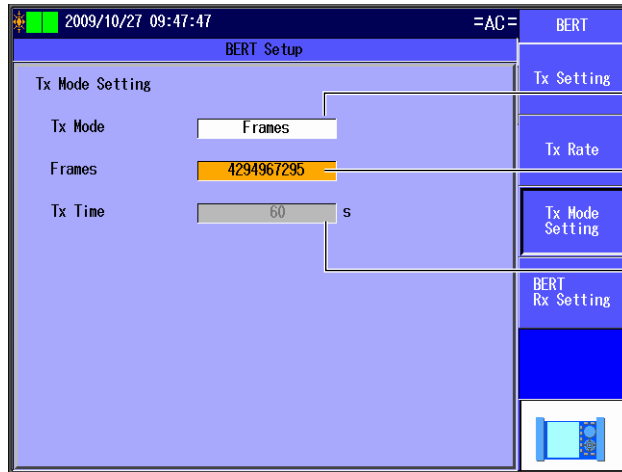 2009/10/27 09:47:47 =AC= BERT
BERT Setup
Tx Mode Setting
Tx Mode Frames
Frames 4294967295
Tx Time 60 s
Tx Setting
Tx Rate
Tx Mode
Setting
BERT
Rx Setting